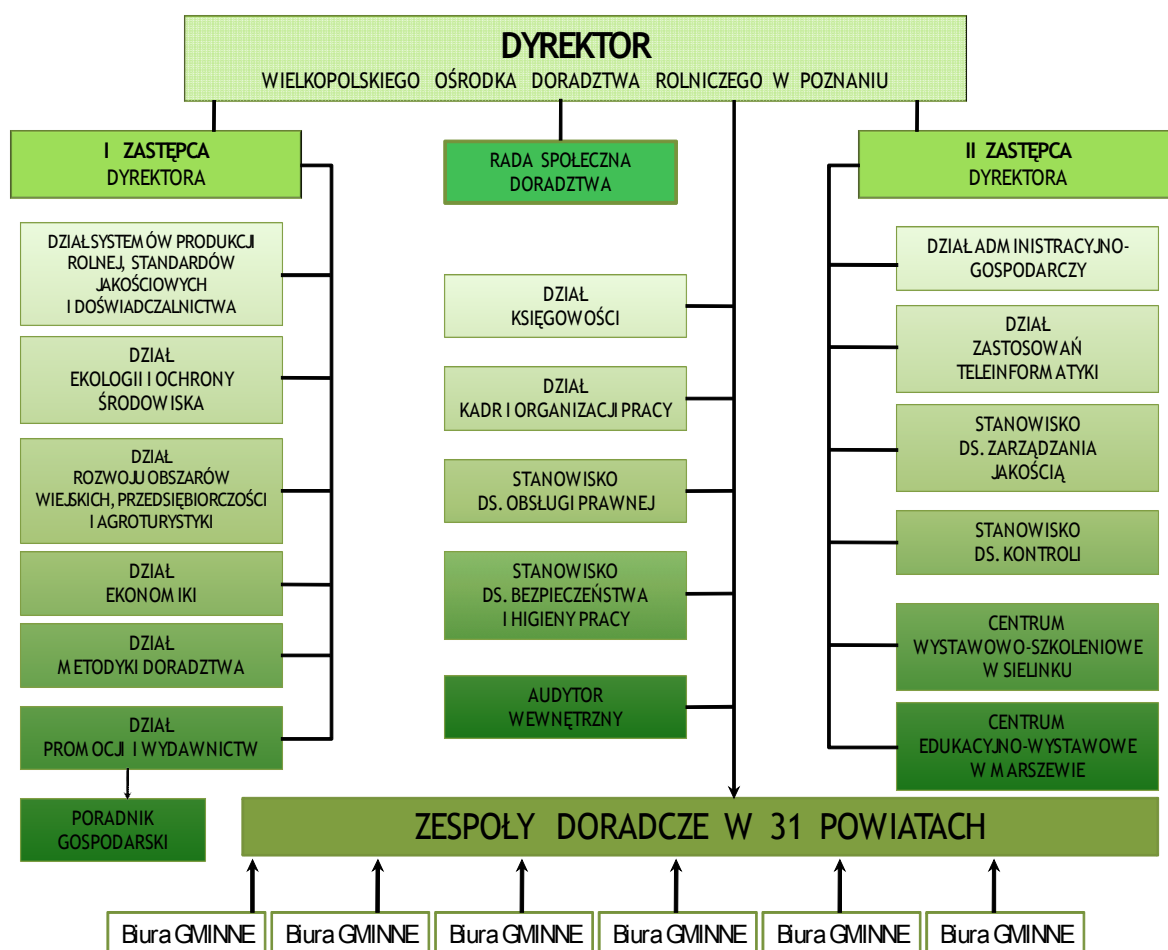 DYREKTOR
WIELKOPOLSKIEGO OŚRODKA DORADZTWA ROLNICZEGO W POZNANIU
I ZASTĘPCA
DYREKTORA
RADA SPOŁECZNA
DORADZTWA
II ZASTĘPCA
DYREKTORA
DZIAŁ SYSTEMÓW PRODUKCJI
ROLNEJ, STANDARDÓW
JAKOŚCIOWYCH
I DOŚWIADCZALNICTWA
DZIAŁ
EKOLOGII I OCHRONY
ŚRODOWISKA
DZIAŁ
ROZWOJU OBSZARÓW
WIEJSKICH, PRZEDSIĘBIORCZOŚCI
I AGROTURYSTYKI
DZIAŁ
EKONOMIKI
DZIAŁ
METODYKI DORADZTWA
DZIAŁ
PROMOCJI I WYDAWNICTW
PORADNIK
GOSPODARSKI
DZIAŁ
KSIĘGOWOŚCI
DZIAŁ
KADR I ORGANIZACJI PRACY
STANOWISKO
DS. OBSŁUGI PRAWNEJ
STANOWISKO
DS. BEZPIECZEŃSTWA
I HIGIENY PRACY
AUDYTOR
WEWNĘTRZNY
DZIAŁ ADMINISTRACYJNO-
GOSPODARCZY
DZIAŁ
ZASTOSOWAŃ
TELEINFORMATYKI
STANOWISKO
DS. ZARZĄDZANIA
JAKOŚCIĄ
STANOWISKO
DS. KONTROLI
CENTRUM
WYSTAWOWO-SZKOLENIOWE
W SIELINKU
CENTRUM
EDUKACYJNO-WYSTAWOWE
W MARSZEWIE
ZESPOŁY DORADCZE W 31 POWIATACH
Biura GMINNE
Biura GMINNE
Biura GMINNE
Biura GMINNE
Biura GMINNE
Biura GMINNE